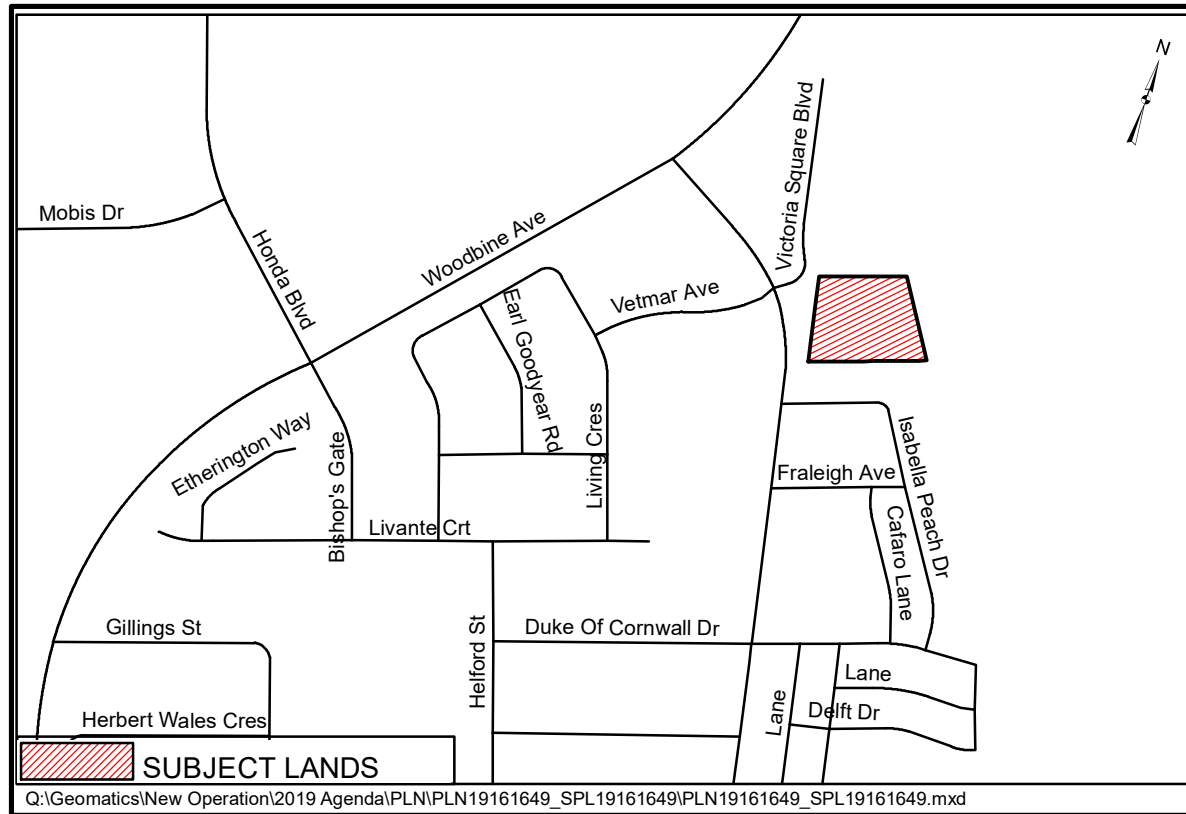 N
Victoria Square Blvd
Mobis Dr
Honda Blvd
Woodbine Ave
Earl Goodyear Rd
Vetmar Ave
Etherington Way
Bishop's Gate
Living Cres
Isabella Peach Dr
Fraleigh Ave
Cafaro Lane
Livante Crt
Gillings St
Helford St
Duke Of Cornwall Dr
Lane
Lane
Delft Dr
Herbert Wales Cres
SUBJECT LANDS
Q:\Geomatics\New Operation\2019 Agenda\PLN\PLN19161649_SPL19161649\PLN19161649_SPL19161649.mxd